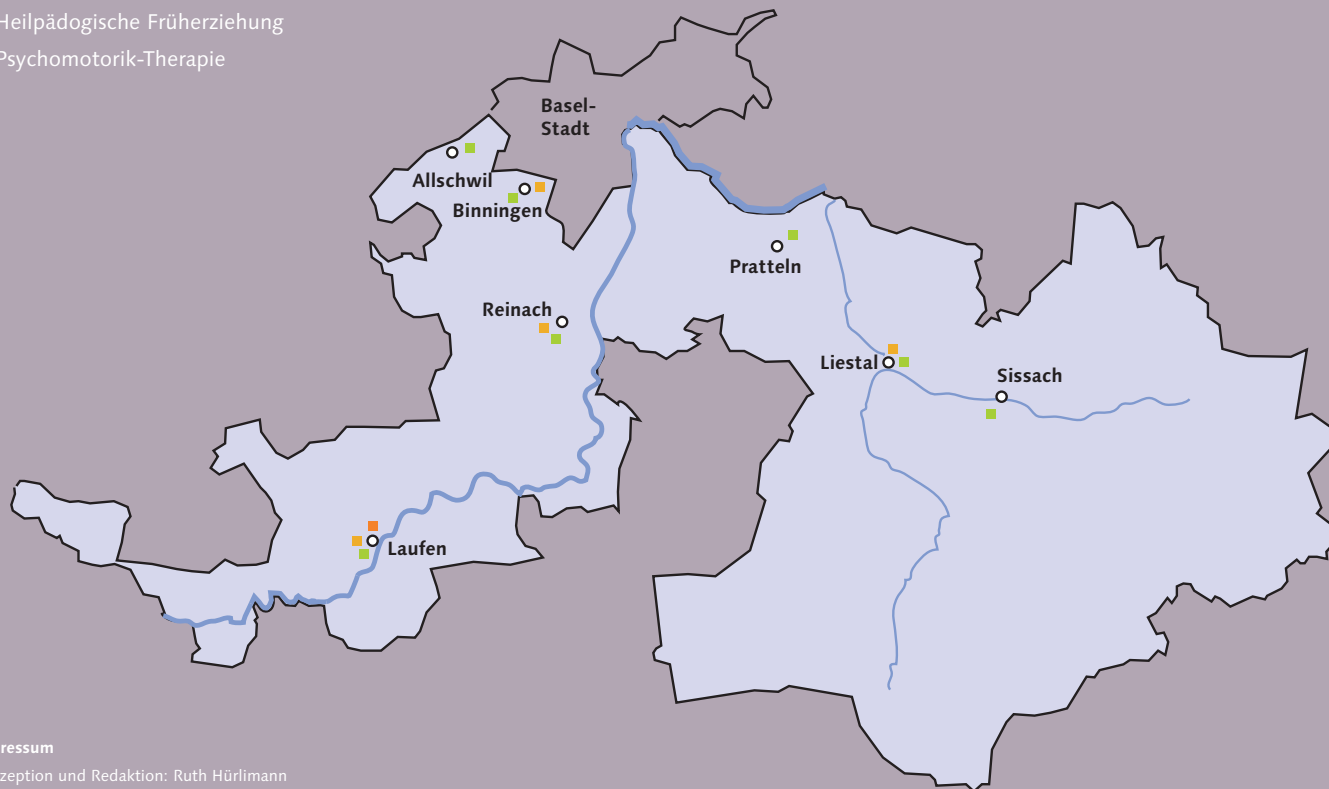 Heilpädogische Früherziehung
Psychomotorik-Therapie
Basel-
Stadt
Allschwil
Binningen
Pratteln
Reinach
Liestal
Sissach
Laufen
ressum
zeption und Redaktion: Ruth Hürlimann